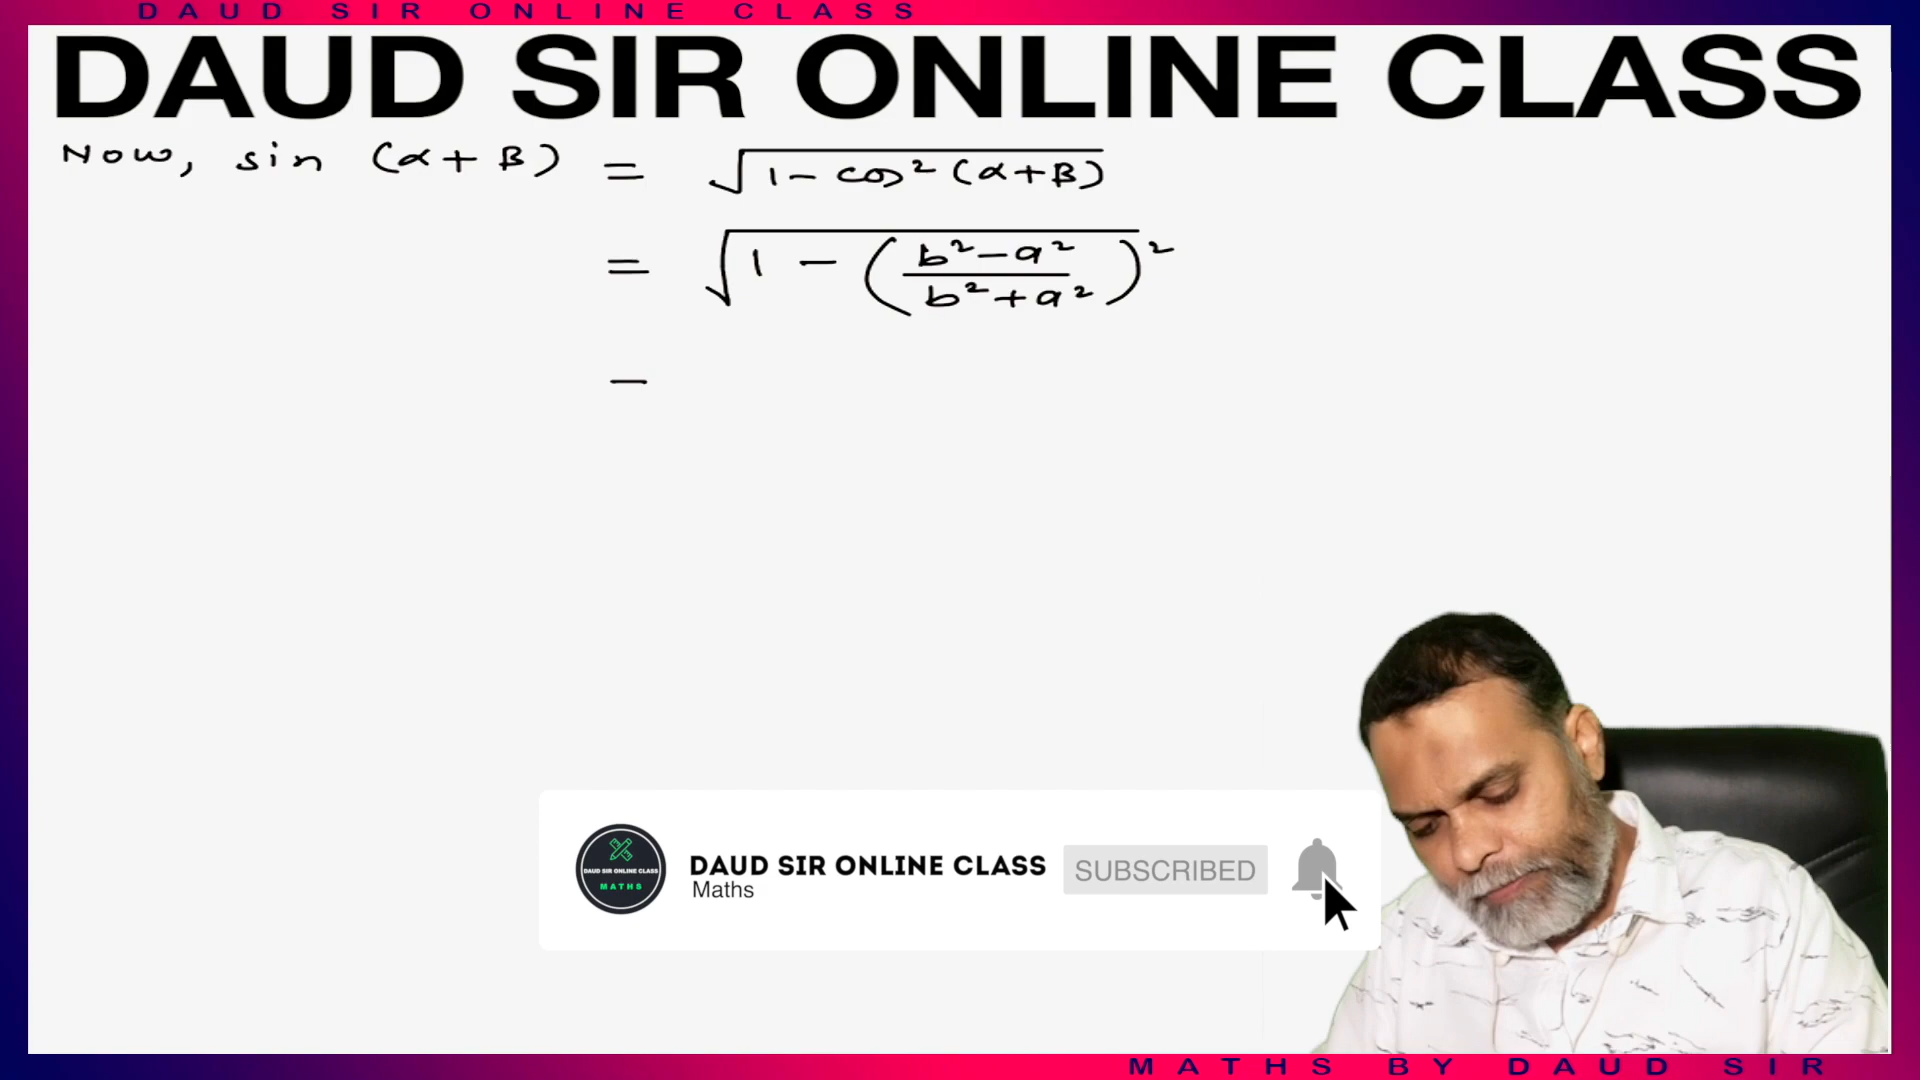 DAUD SIR ONLINE CLASS
DAUD SIR ONLINE CLASS
Now, sin (α+β) = √1-cos²(α+β)
= √1-(b²-a²/b²+a²)²
-
DAUD SIR ONLINE CLASS
MATHS
DAUD SIR ONLINE CLASS
Maths
SUBSCRIBED
MATHS BY DAUD SIR